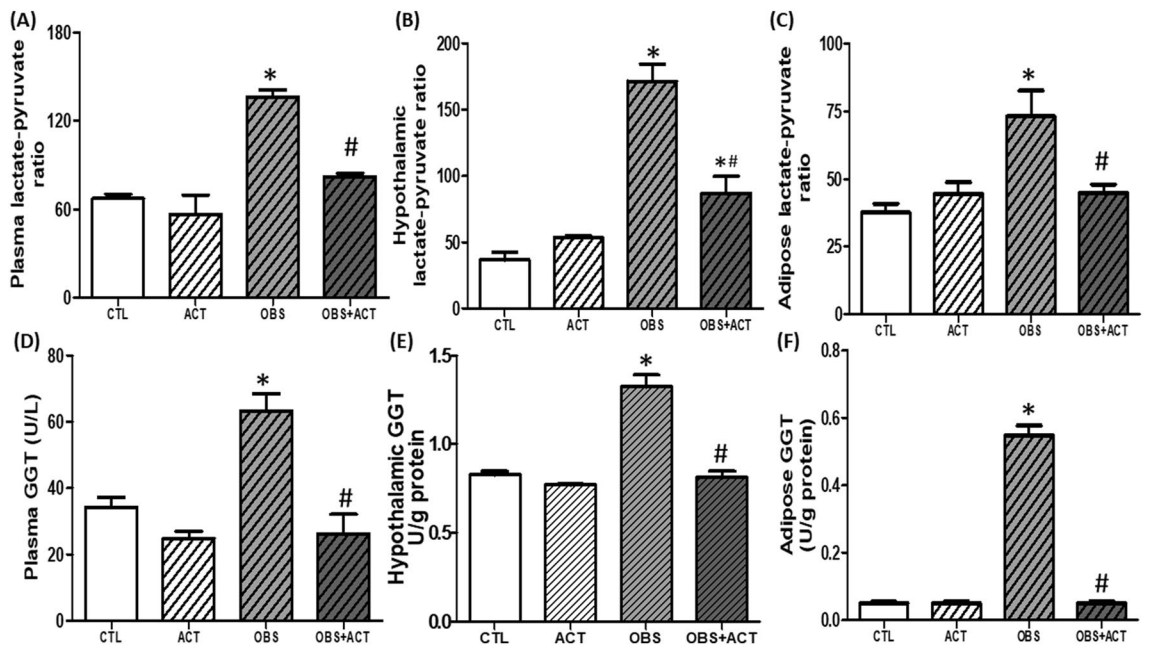 (A)
Plasma lactate-pyruvate
ratio
180
120
60
0
*
#
CTL
ACT
OBS
OBS+ACT
(B)
Hypothalamic
lactate-pyruvate ratio
200
150
100
50
0
*
*#
CTL
ACT
OBS
OBS+ACT
(C)
Adipose lactate-pyruvate
ratio
100
75
50
25
0
*
#
CTL
ACT
OBS
OBS+ACT
(D)
Plasma GGT (U/L)
80
60
40
20
0
*
#
CTL
ACT
OBS
OBS+ACT
(E)
Hypothalamic GGT
U/g protein
1.5
1.0
0.5
0.0
*
#
CTL
ACT
OBS
OBS+ACT
(F)
Adipose GGT
(U/g protein)
0.8
0.6
0.4
0.2
0.0
*
#
CTL
ACT
OBS
OBS+ACT